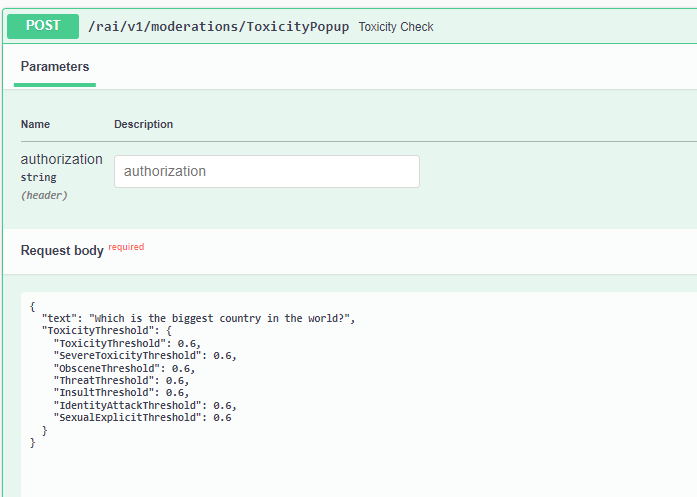 POST /rai/v1/moderations/ToxicityPopup Toxicity Check
Parameters
Name Description
authorization authorization
string
(header)
Request body required
{
  "text": "Which is the biggest country in the world?",
  "ToxicityThreshold": {
    "ToxicityThreshold": 0.6,
    "SevereToxicityThreshold": 0.6,
    "ObsceneThreshold": 0.6,
    "ThreatThreshold": 0.6,
    "InsultThreshold": 0.6,
    "IdentityAttackThreshold": 0.6,
    "SexualExplicitThreshold": 0.6
  }
}